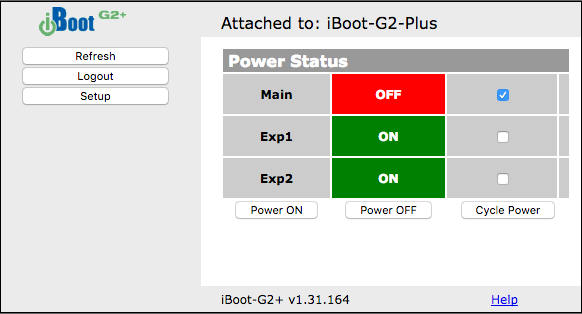 iBoot G2+
Attached to: iBoot-G2-Plus
Refresh
Logout
Setup
Power Status
Main OFF
Exp1 ON
Exp2 ON
Power ON Power OFF Cycle Power
iBoot-G2+ v1.31.164 Help